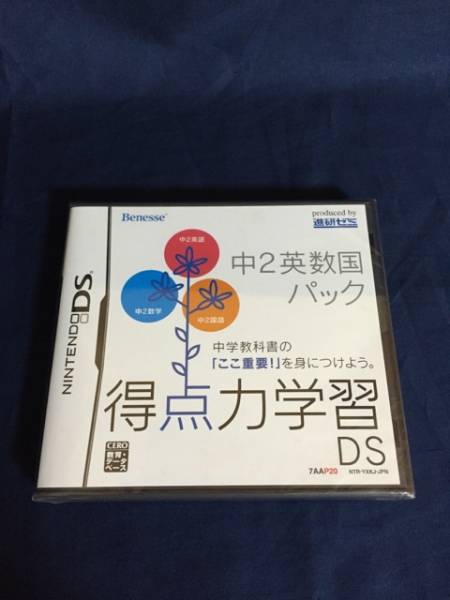 Benesse
produced by
進研ゼミ
中2英語
中2数学
中2国語
中2英数国
パック
中学教科書の
「ここ重要!」を身につけよう。
得点力学習
DS
NINTENDO DS
CERO
教育・
データ
ベース
7AAP20